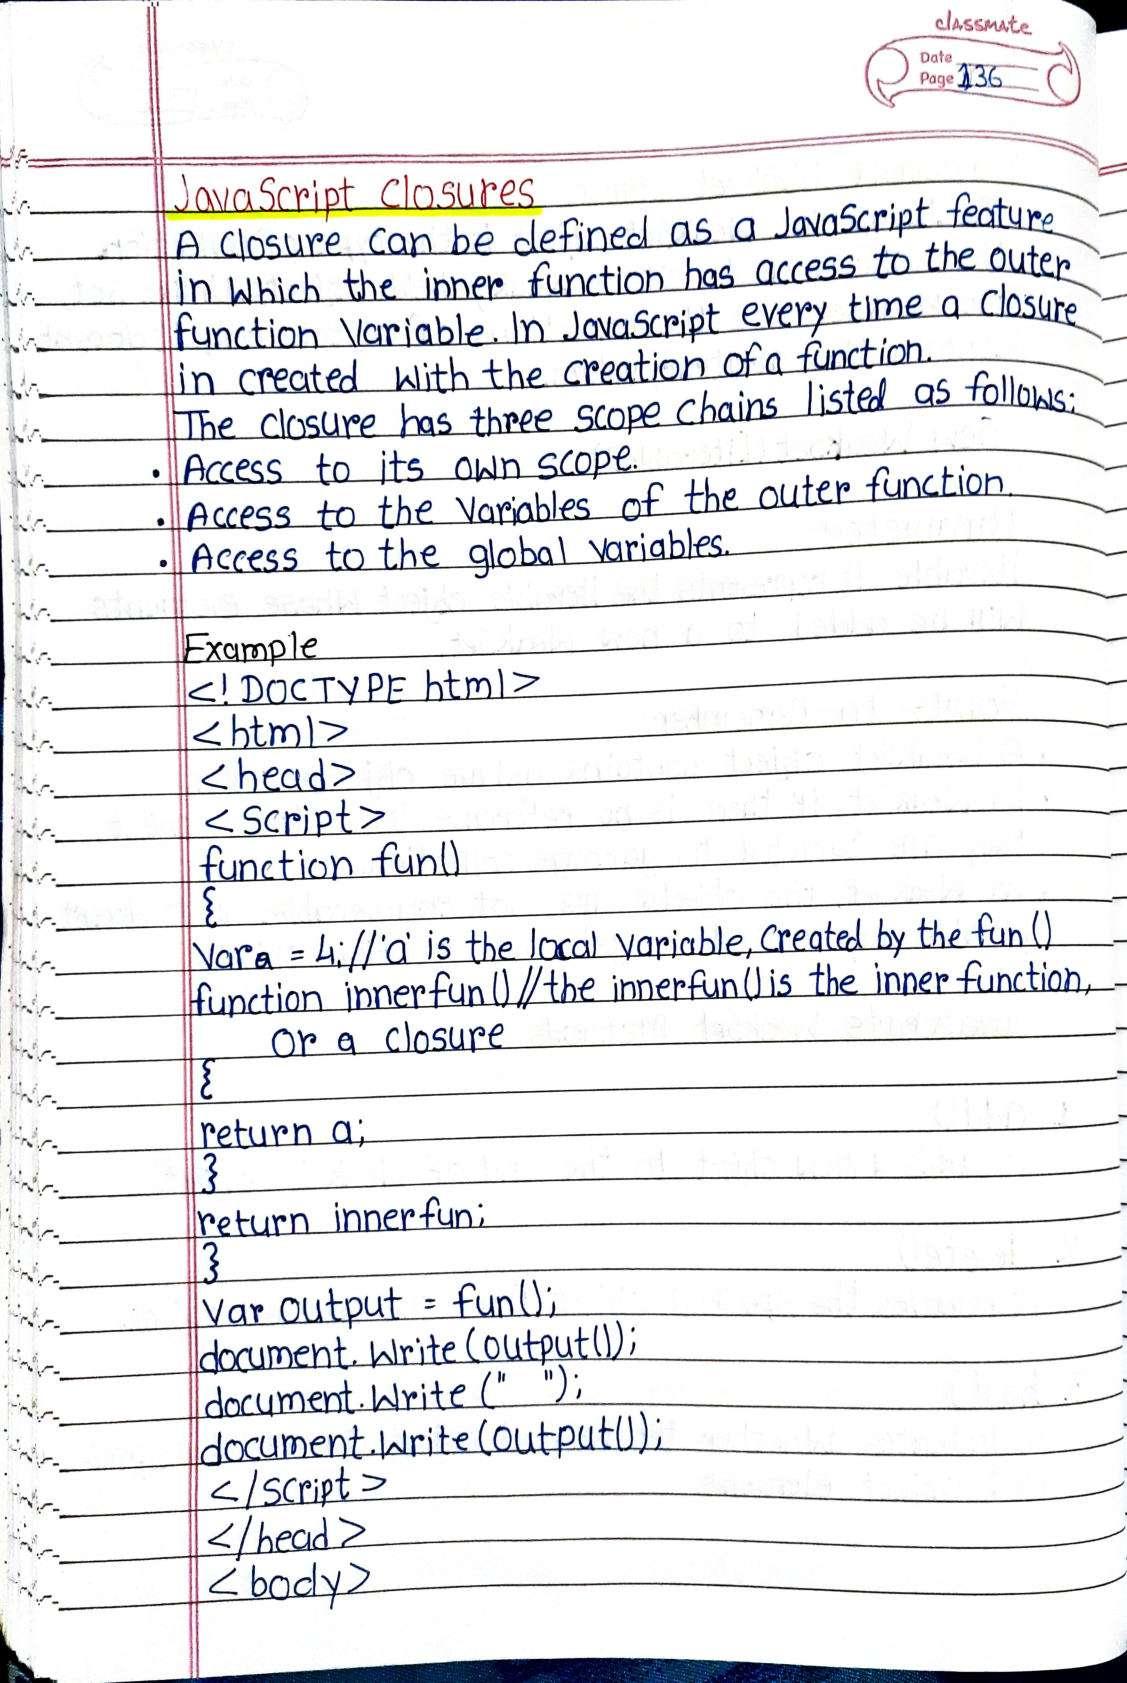 classmate
Date
Page 136
JavaScript Closures
A closure can be defined as a JavaScript feature
in which the inner function has access to the outer
function variable. In JavaScript every time a closure
in created with the creation of a function.
The closure has three scope chains listed as follows:
• Access to its own scope.
• Access to the variables of the outer function.
• Access to the global variables.
Example
<!DOCTYPE html>
<html>
<head>
<script>
function fun()
{
Var a = 4; // 'a' is the local variable, created by the fun()
function innerfun() // the innerfun() is the inner function,
or a closure
{
return a;
}
return innerfun;
}
var output = fun();
document.write(output());
document.write(" ");
document.write(output());
</script>
</head>
<body>